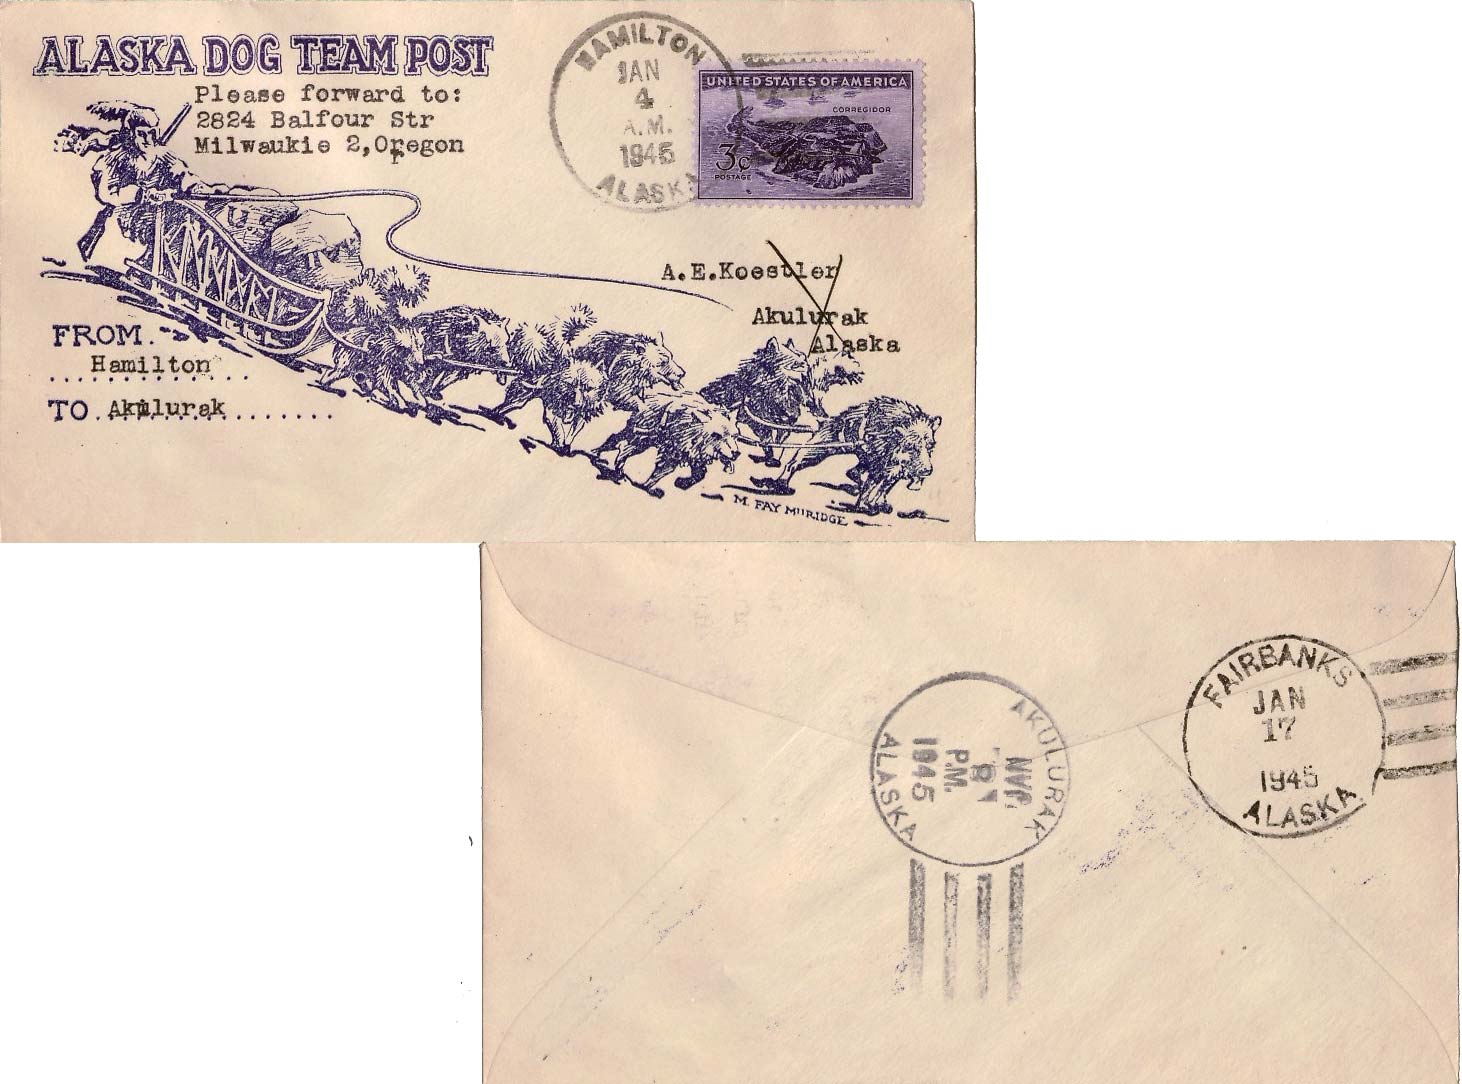 ALASKA DOG TEAM POST
Please forward to:
2824 Balfour Str
Milwaukie 2,Oregon
HAMILTON
JAN
4
A.M.
1945
ALASKA
UNITED STATES OF AMERICA
CORREGIDOR
3¢
POSTAGE
A.E.Koestler
Akulurak
Alaska
FROM.
Hamilton
TO. Akulurak
M. FAY
FAIRBANKS
JAN
17
1945
ALASKA
AKULURAK
P.M.
1945
ALASKA